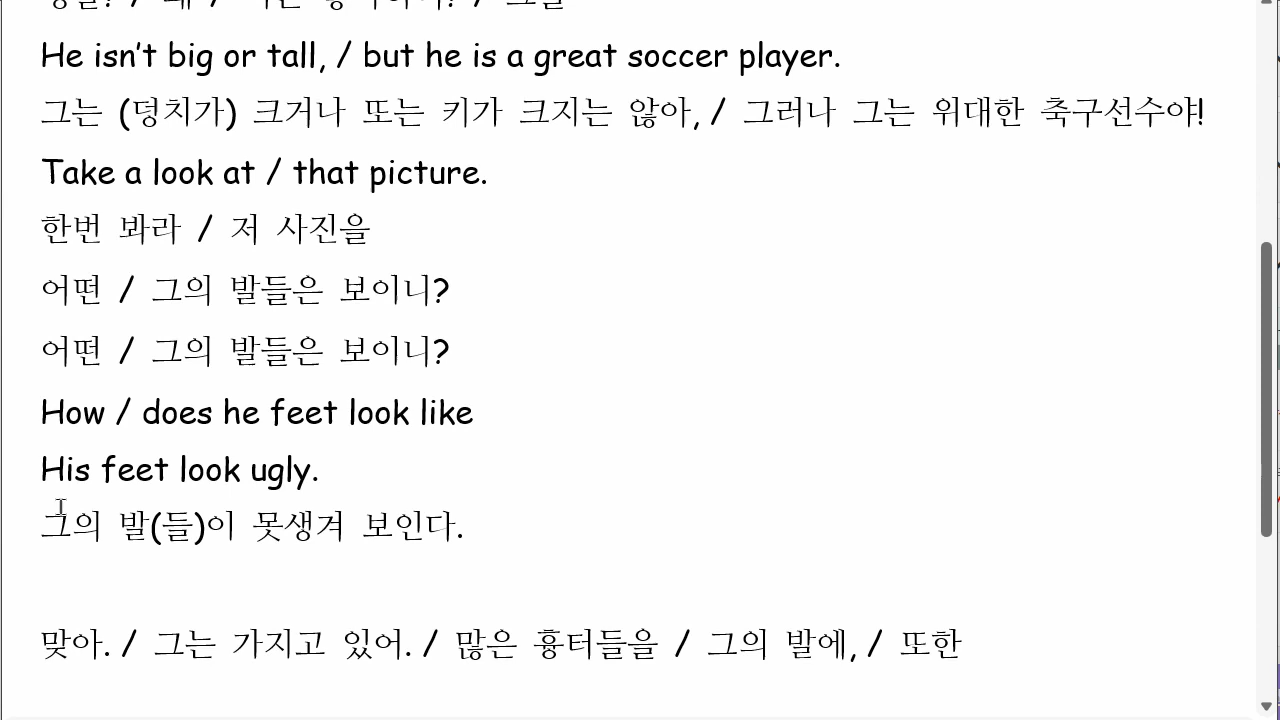 He isn't big or tall, / but he is a great soccer player.
그는 (덩치가) 크거나 또는 키가 크지는 않아, / 그러나 그는 위대한 축구선수야!
Take a look at / that picture.
한번 봐라 / 저 사진을
어떤 / 그의 발들은 보이니?
어떤 / 그의 발들은 보이니?
How / does he feet look like
His feet look ugly.
그의 발(들)이 못생겨 보인다.
맞아. / 그는 가지고 있어. / 많은 흉터들을 / 그의 발에, / 또한